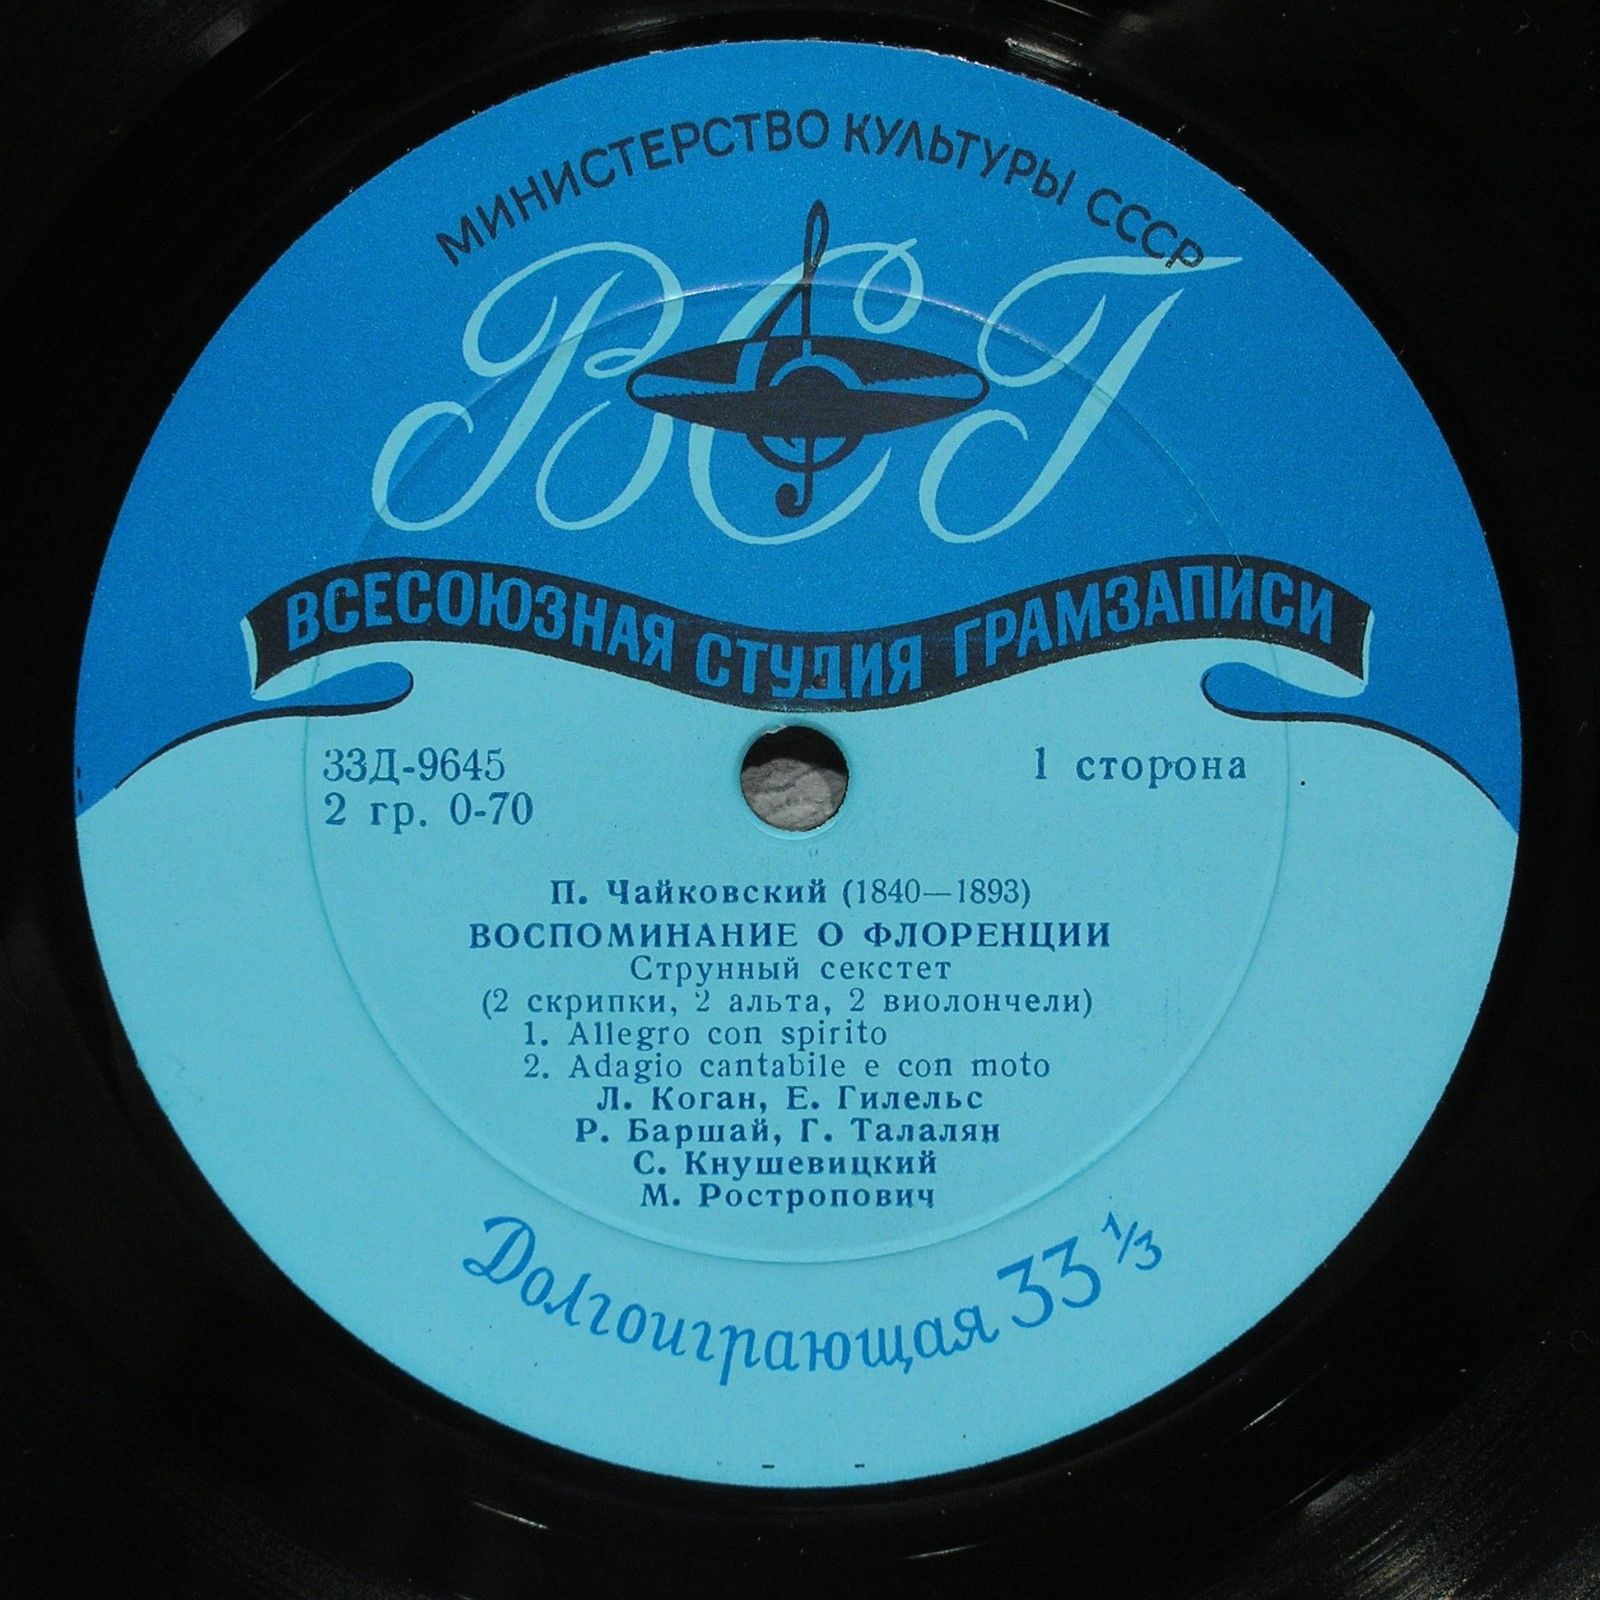 МИНИСТЕРСТВО КУЛЬТУРЫ СССР
ВСГ
ВСЕСОЮЗНАЯ СТУДИЯ ГРАМЗАПИСИ
33Д-9645
2 гр. 0-70
1 сторона
П. Чайковский (1840—1893)
ВОСПОМИНАНИЕ О ФЛОРЕНЦИИ
Струнный секстет
(2 скрипки, 2 альта, 2 виолончели)
1. Allegro con spirito
2. Adagio cantabile e con moto
Л. Коган, Е. Гилельс
Р. Баршай, Г. Талалян
С. Кнушевицкий
М. Ростропович
Долгоиграющая 33 1/3